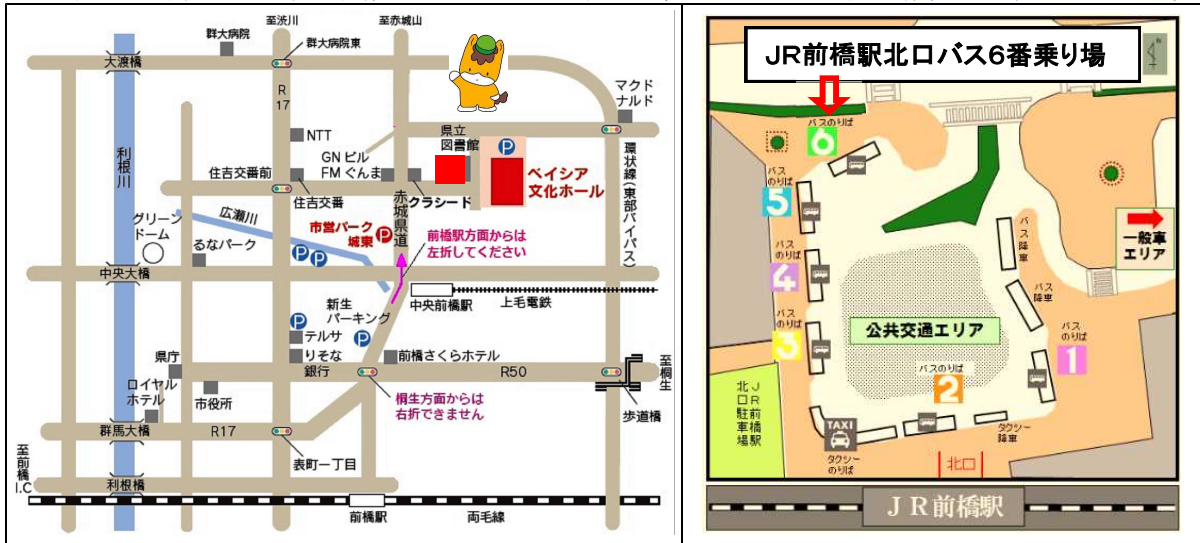 至渋川
至赤城山
群大病院
群大病院東
大渡橋
R
17
マクド
ナルド
NTT
県立
図書館
P
利根川
GNビル
FMぐんま
ベイシア
文化ホール
住吉交番前
住吉交番
クラシード
環状線(東部バイパス)
広瀬川
赤城県道
市営パーク
城東
P
グリーン
ドーム
るなパーク
P
P
前橋駅方面からは
左折してください
中央大橋
中央前橋駅
上毛電鉄
新生
パーキング
P
P
テルサ
りそな
銀行
前橋さくらホテル
R50
至桐生
県庁
ロイヤル
ホテル
市役所
桐生方面からは
右折できません
歩道橋
群馬大橋
R17
表町一丁目
至前橋I.C
利根橋
前橋駅
両毛線
JR前橋駅北口バス6番乗り場
バスのりば
6
バス
のりば
5
バス降車
一般車
エリア
バス
のりば
4
バス
降車
バス
のりば
3
公共交通エリア
バス
のりば
1
バスのりば
2
JR前橋駅
北口駐車場
TAXI
タクシー
のりば
タクシー
降車
北口
JR前橋駅